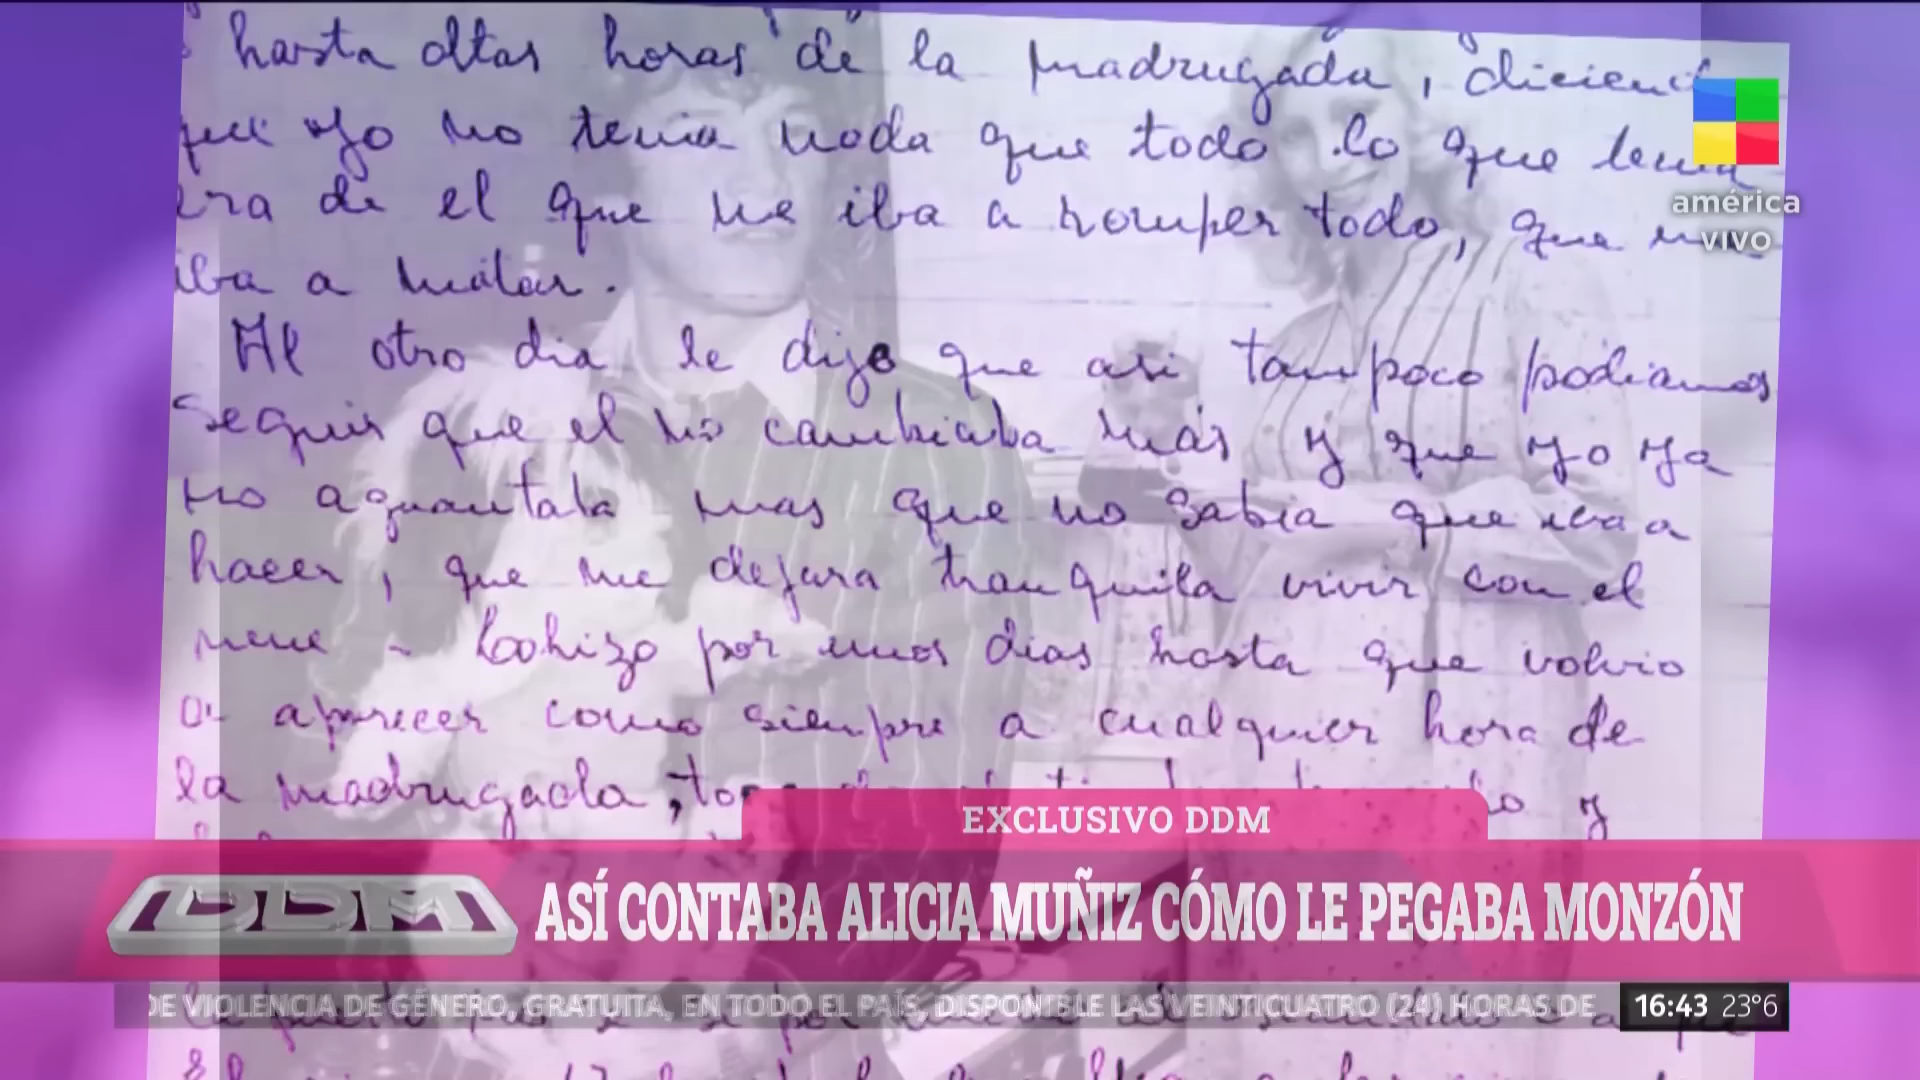 hasta altas horas de la madrugada, diciend
que yo no tenia nada que todo lo que tenia
era de el que me iba a romper todo, que me
iba a matar.
Al otro dia le dije que asi tampoco podiamos
seguir que el no cambiaba más y que yo ya
no aguantaba mas que no sabia que iba a
hacer, que me dejara tranquila vivir con el
nene - Lo hizo por unos dias hasta que volvio
a aparecer como siempre a cualquier hora de
la madrugada, y
américa
VIVO
EXCLUSIVO DDM
DDM
ASÍ CONTABA ALICIA MUÑIZ CÓMO LE PEGABA MONZÓN
DE VIOLENCIA DE GÉNERO, GRATUITA, EN TODO EL PAÍS, DISPONIBLE LAS VEINTICUATRO (24) HORAS DE
16:43 23°6